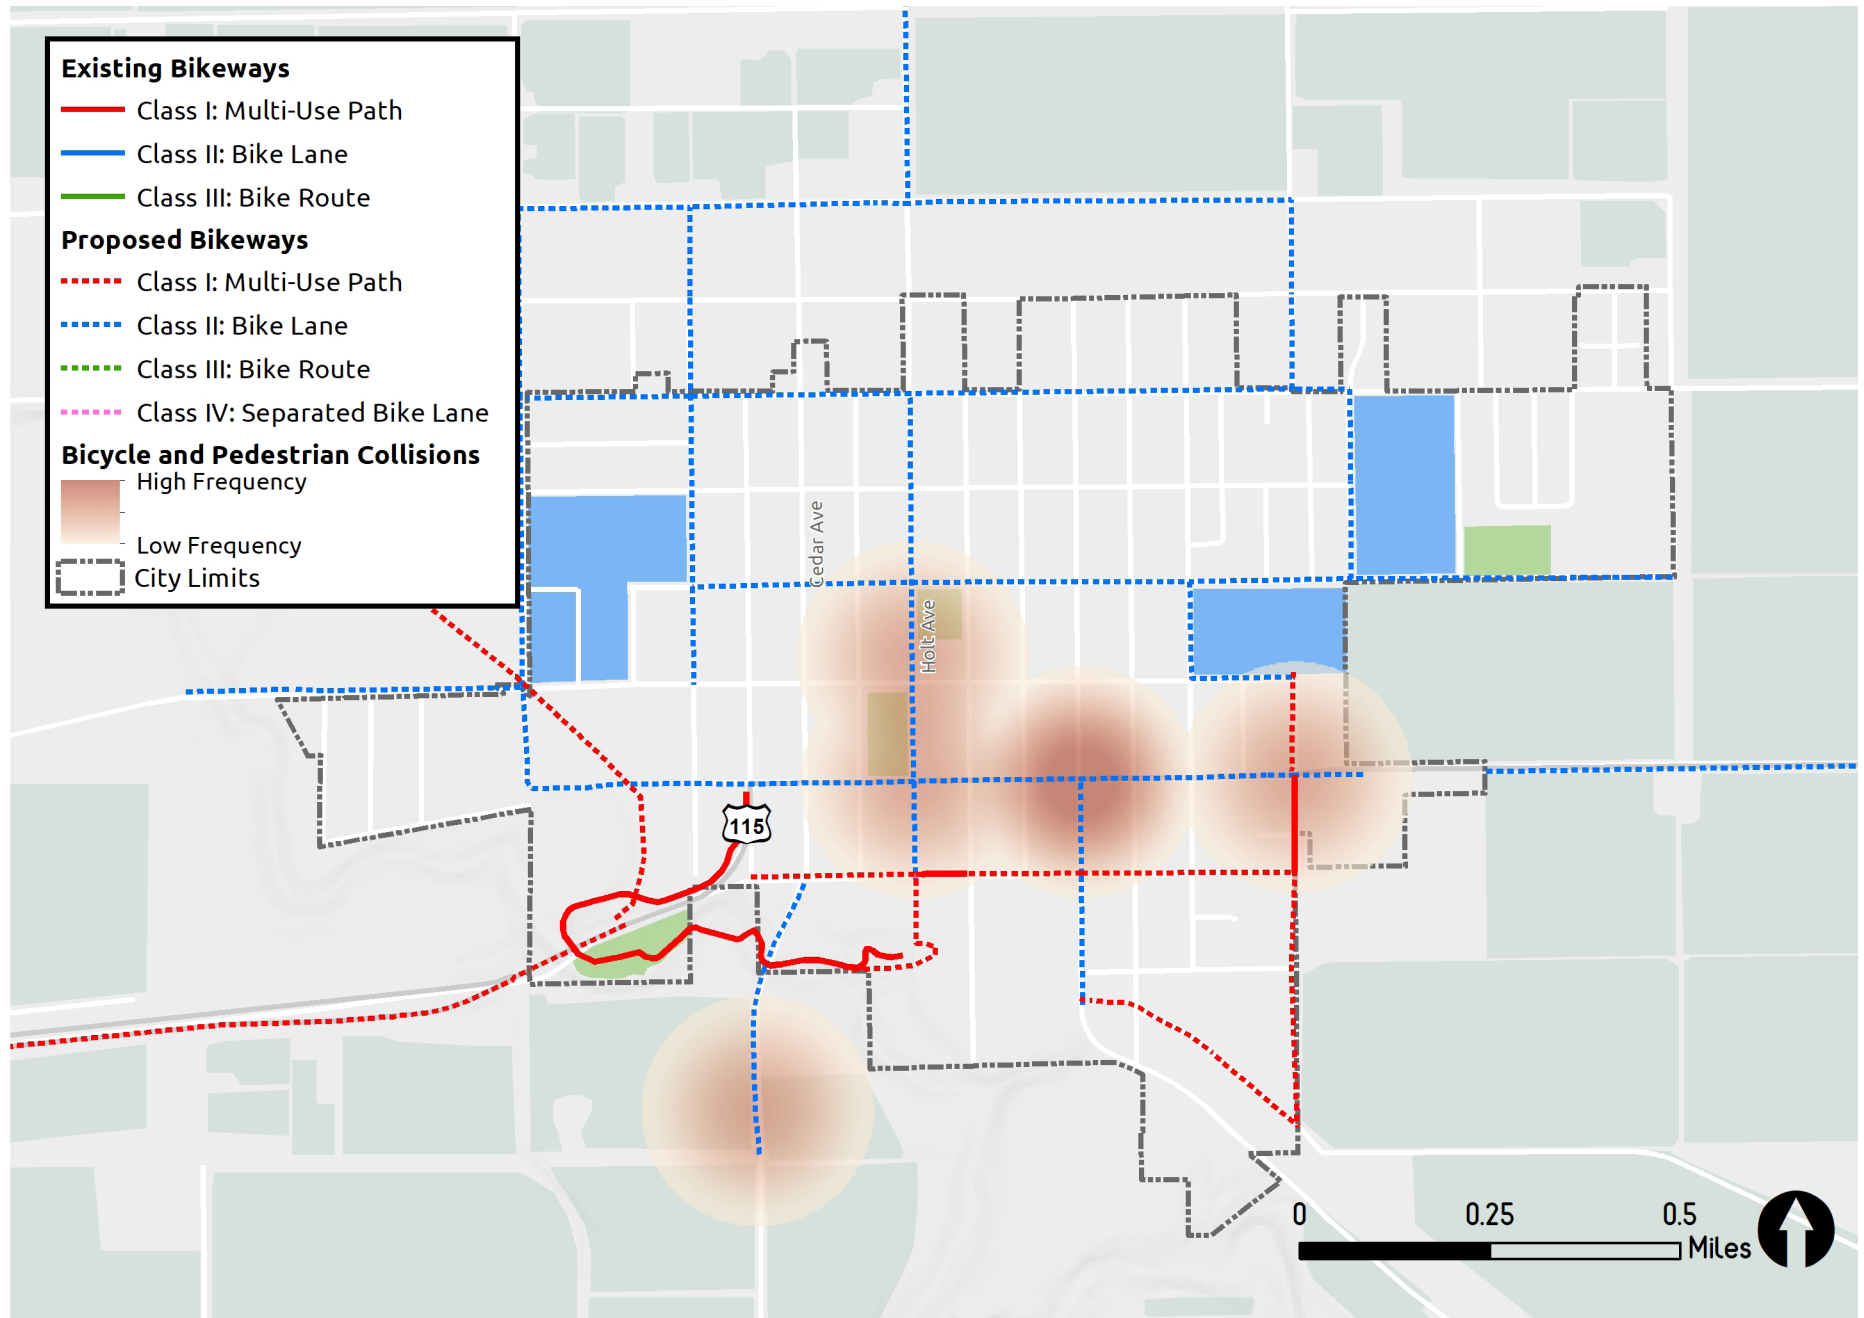 Existing Bikeways
Class I: Multi-Use Path
Class II: Bike Lane
Class III: Bike Route
Proposed Bikeways
Class I: Multi-Use Path
Class II: Bike Lane
Class III: Bike Route
Class IV: Separated Bike Lane
Bicycle and Pedestrian Collisions
High Frequency
Low Frequency
City Limits
Cedar Ave
Holt Ave
115
0 0.25 0.5
Miles